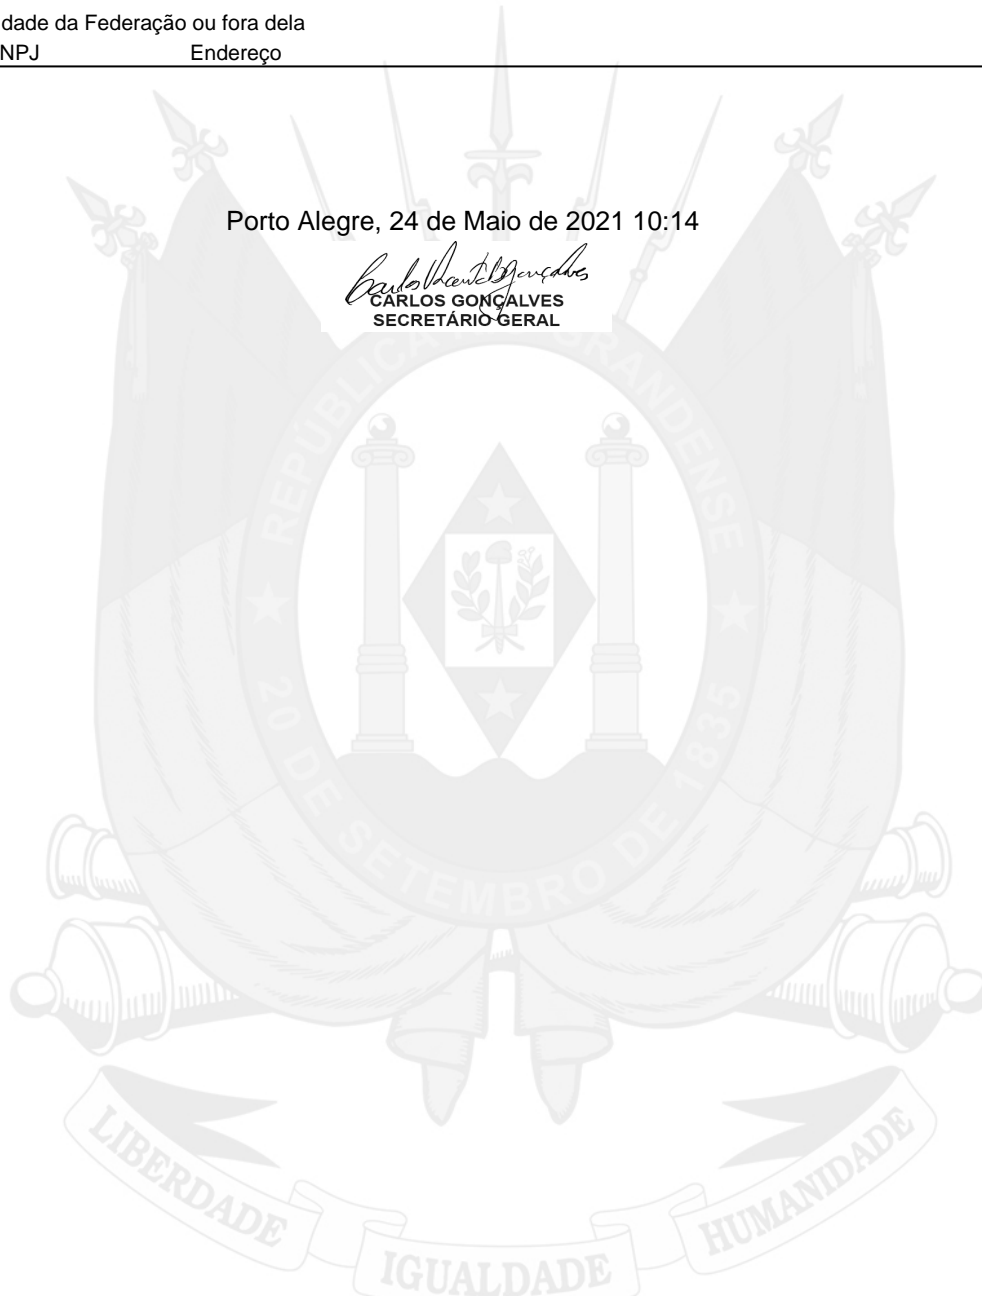 dade da Federação ou fora dela
NPJ Endereço
Porto Alegre, 24 de Maio de 2021 10:14
CARLOS GONÇALVES
SECRETÁRIO GERAL
REPÚBLICA RIO-GRANDENSE
20 DE SETEMBRO DE 1835
LIBERDADE
IGUALDADE
HUMANIDADE